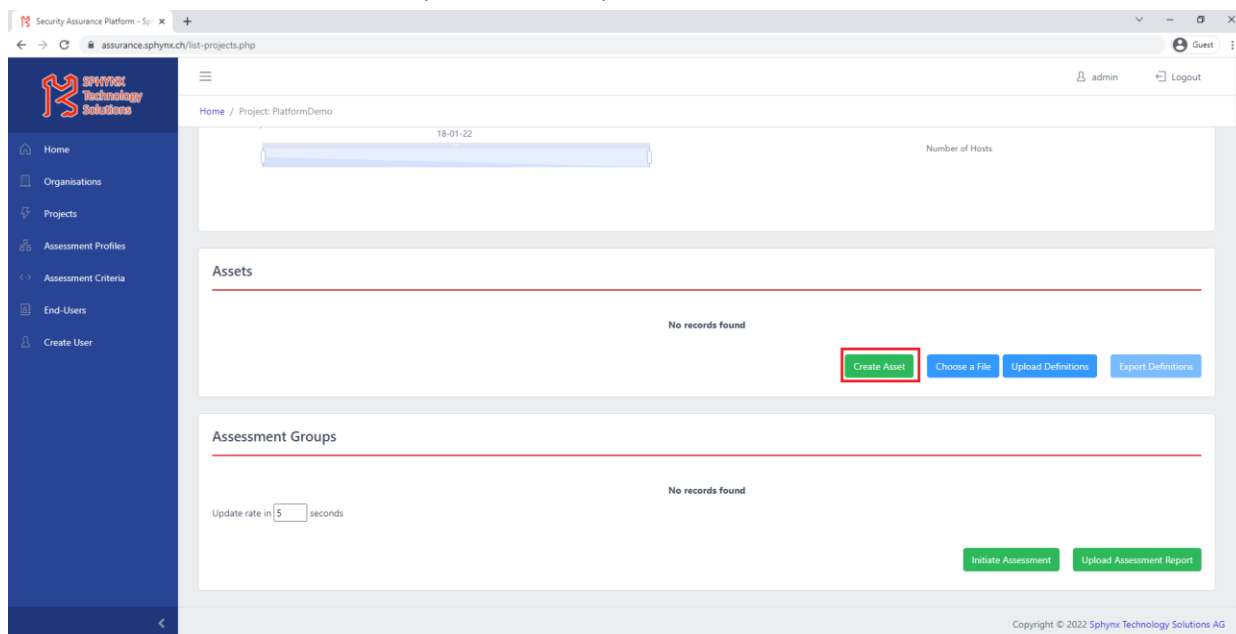 Security Assurance Platform - Sp
assurance.sphynx.ch/list-projects.php
Guest
SPHYNX
Technology
Solutions
admin
Logout
Home / Project: PlatformDemo
18-01-22
Number of Hosts
Home
Organisations
Projects
Assessment Profiles
Assessment Criteria
End-Users
Create User
Assets
No records found
Create Asset
Choose a File
Upload Definitions
Export Definitions
Assessment Groups
No records found
Update rate in 5 seconds
Initiate Assessment
Upload Assessment Report
Copyright © 2022 Sphynx Technology Solutions AG